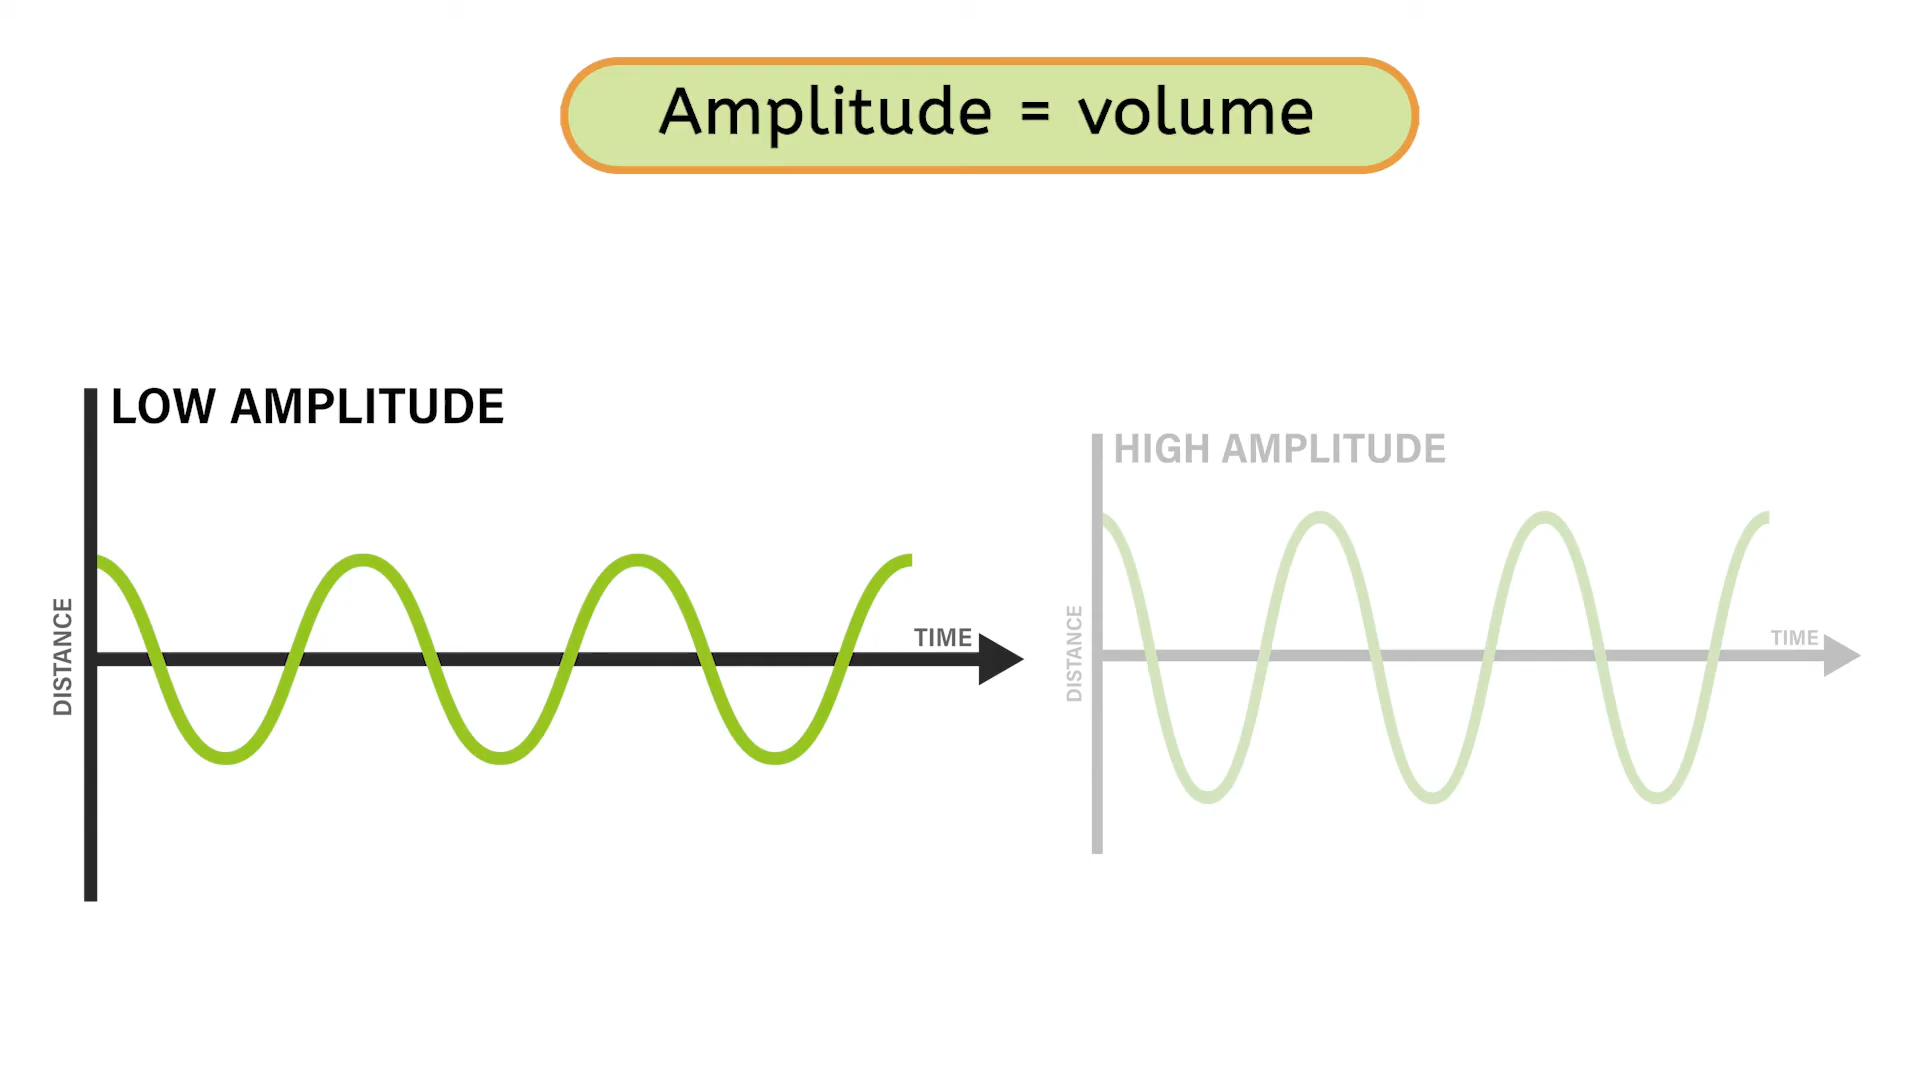 Amplitude = volume
LOW AMPLITUDE
DISTANCE
TIME
HIGH AMPLITUDE
DISTANCE
TIME